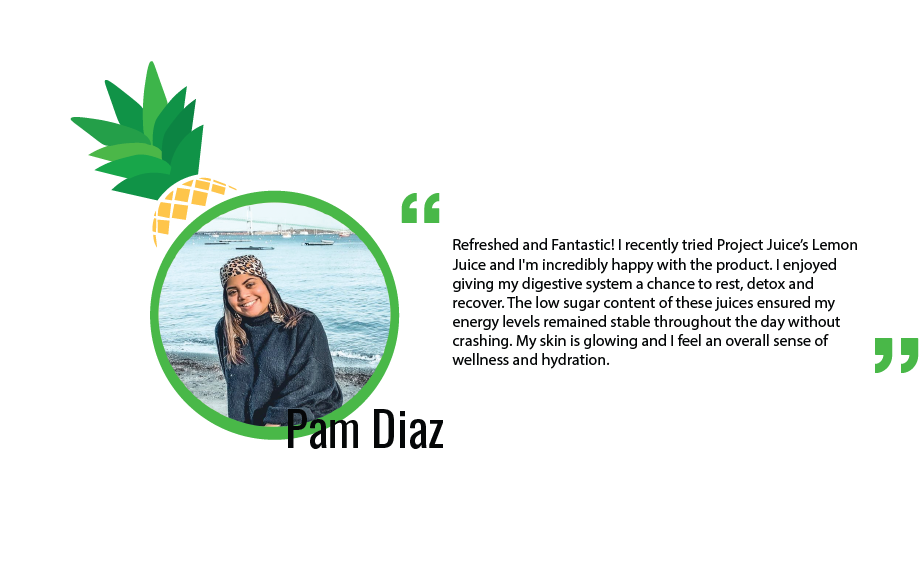 Refreshed and Fantastic! I recently tried Project Juice’s Lemon
Juice and I'm incredibly happy with the product. I enjoyed
giving my digestive system a chance to rest, detox and
recover. The low sugar content of these juices ensured my
energy levels remained stable throughout the day without
crashing. My skin is glowing and I feel an overall sense of
wellness and hydration.
Pam Diaz